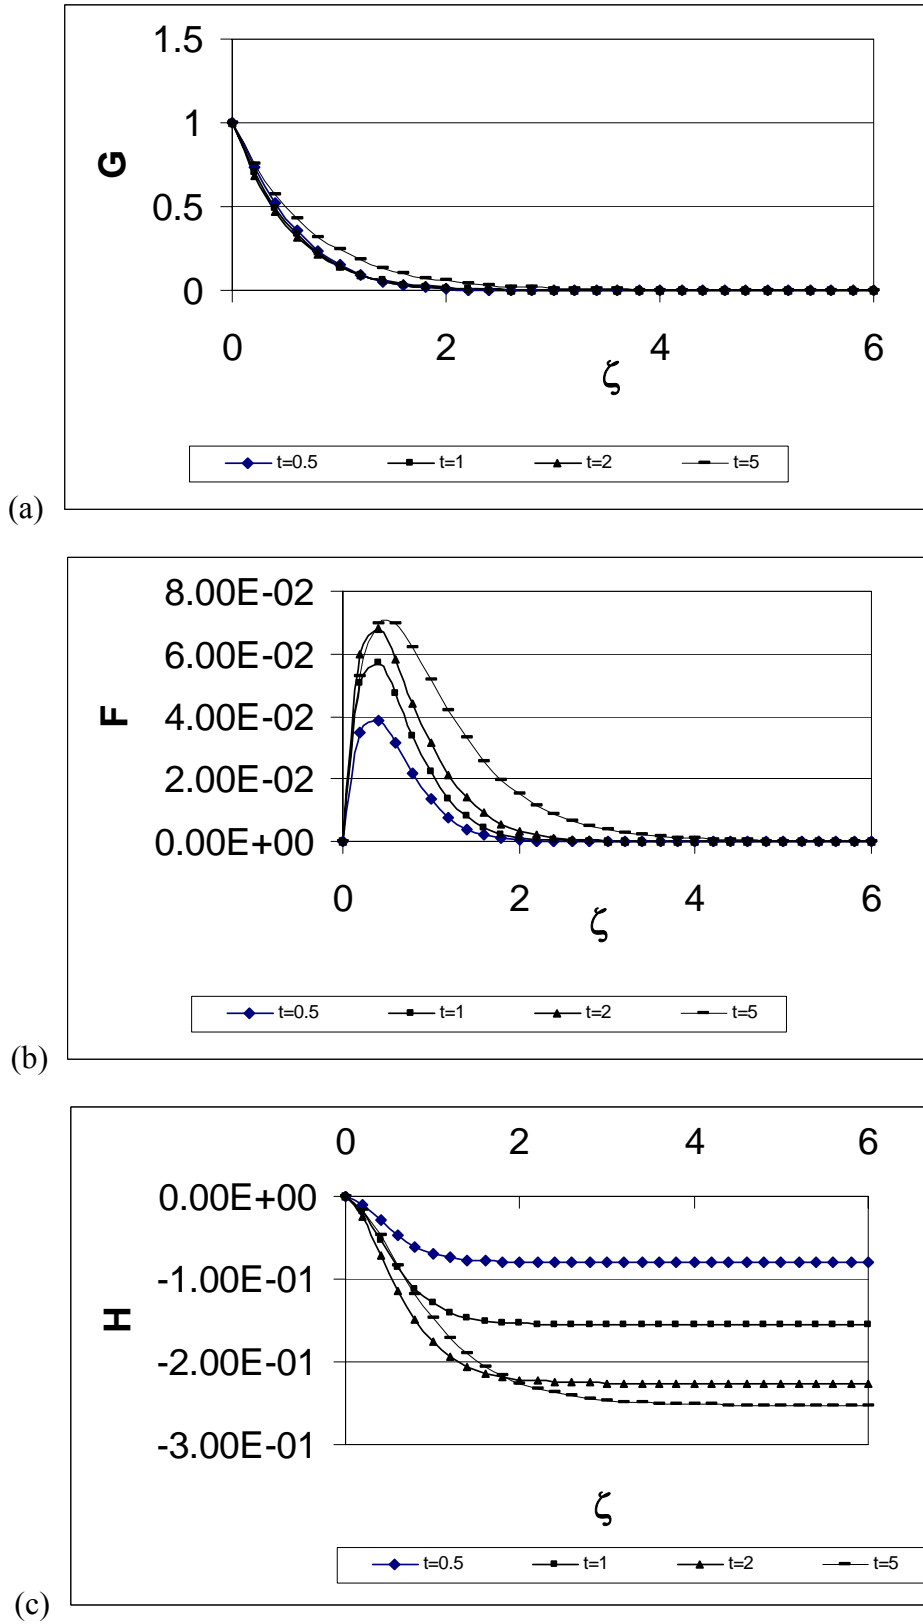 1.5
1
G
0.5
0
0 2 4 6
ζ
t=0.5 t=1 t=2 t=5
(a)
8.00E-02
6.00E-02
F
4.00E-02
2.00E-02
0.00E+00
0 2 4 6
ζ
t=0.5 t=1 t=2 t=5
(b)
0 2 4 6
0.00E+00
-1.00E-01
H
-2.00E-01
-3.00E-01
ζ
t=0.5 t=1 t=2 t=5
(c)